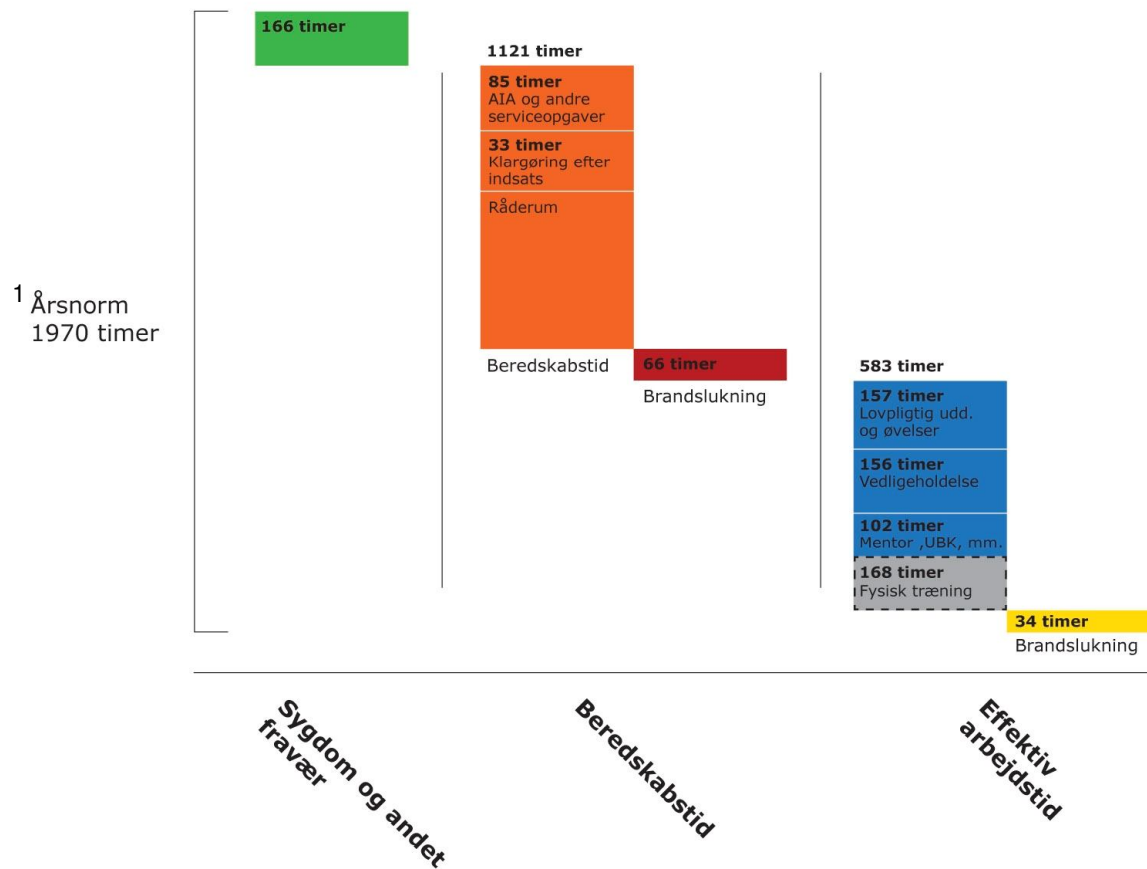 166 timer
1121 timer
85 timer
AIA og andre
serviceopgaver
33 timer
Klargøring efter
indsats
Råderum
1 Årsnorm
1970 timer
Beredskabstid
66 timer
Brandslukning
583 timer
157 timer
Lovpligtig udd.
og øvelser
156 timer
Vedligeholdelse
102 timer
Mentor ,UBK, mm.
168 timer
Fysisk træning
34 timer
Brandslukning
Sygdom og andet
fravær
Beredskabstid
Effektiv
arbejdstid